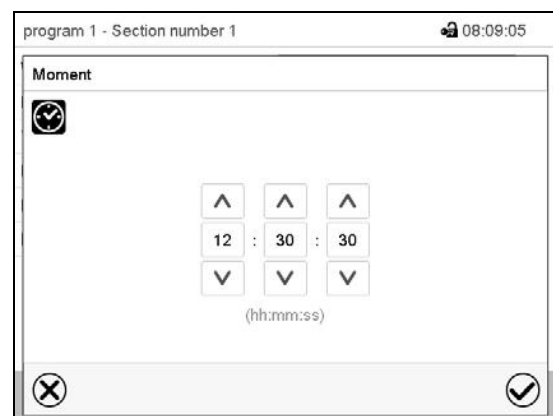 program 1 - Section number 1 08:09:05
Moment
12 : 30 : 30
(hh:mm:ss)